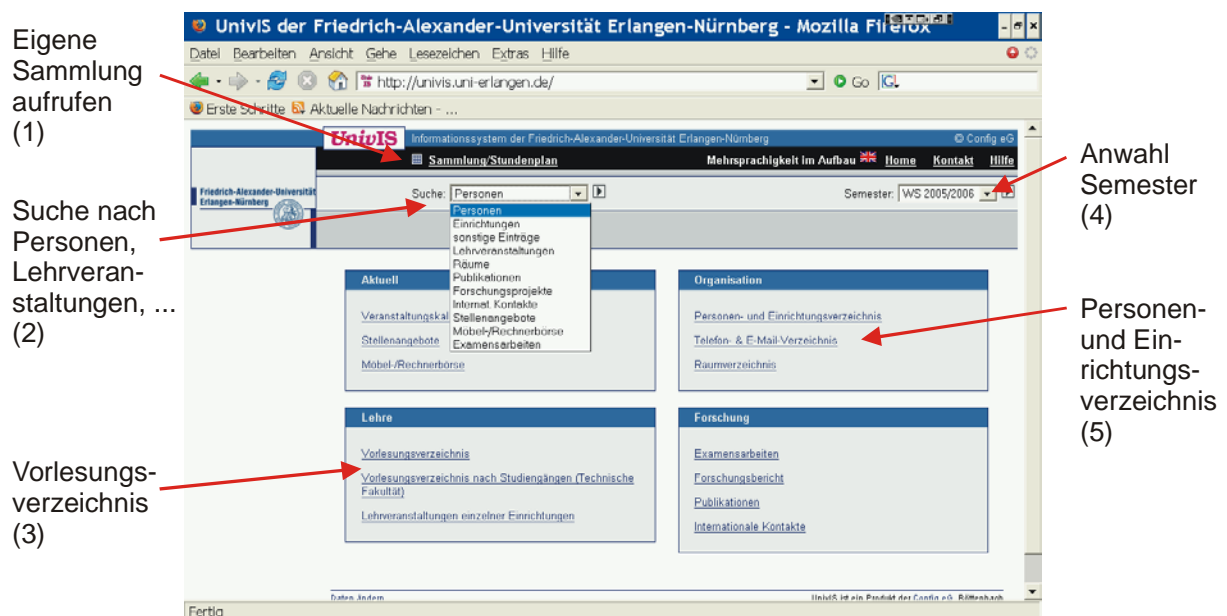 UnivIS der Friedrich-Alexander-Universität Erlangen-Nürnberg - Mozilla Firefox
Datei Bearbeiten Ansicht Gehe Lesezeichen Extras Hilfe
http://univis.uni-erlangen.de/ Go
Erste Schritte Aktuelle Nachrichten - ...
Eigene
Sammlung
aufrufen
(1)
Suche nach
Personen,
Lehrveran-
staltungen, ...
(2)
Vorlesungs-
verzeichnis
(3)
UnivIS Informationssystem der Friedrich-Alexander-Universität Erlangen-Nürnberg © Config eG
Sammlung/Stundenplan Mehrsprachigkeit im Aufbau Home Kontakt Hilfe
Friedrich-Alexander-Universität
Erlangen-Nürnberg
Suche: Personen Semester: WS 2005/2006
Personen
Einrichtungen
sonstige Einträge
Lehrveranstaltungen
Räume
Publikationen
Forschungsprojekte
Internat. Kontakte
Stellenangebote
Möbel-/Rechnerbörse
Examensarbeiten
Aktuell
Veranstaltungskal
Stellenangebote
Möbel-/Rechnerbörse
Organisation
Personen- und Einrichtungsverzeichnis
Telefon- & E-Mail-Verzeichnis
Raumverzeichnis
Lehre
Vorlesungsverzeichnis
Vorlesungsverzeichnis nach Studiengängen (Technische
Fakultät)
Lehrveranstaltungen einzelner Einrichtungen
Forschung
Examensarbeiten
Forschungsbericht
Publikationen
Internationale Kontakte
Daten ändern UnivIS ist ein Produkt der Config eG, Röttenbach
Fertig
Anwahl
Semester
(4)
Personen-
und Ein-
richtungs-
verzeichnis
(5)